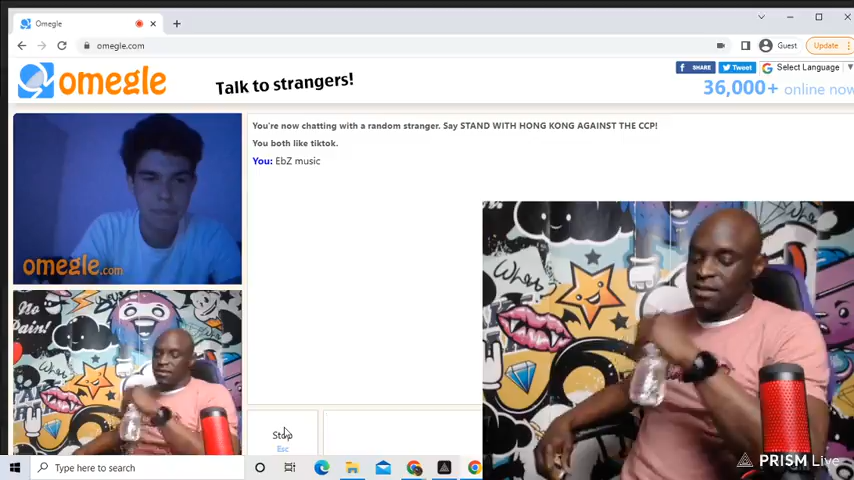 Omegle
omegle.com
Guest
Update
omegle
Talk to strangers!
SHARE
Tweet
Select Language
36,000+ online now
You're now chatting with a random stranger. Say STAND WITH HONG KONG AGAINST THE CCP!
You both like tiktok.
You: EbZ music
omegle.com
What
No
Pain!
Stop
Esc
Type here to search
PRISM Live